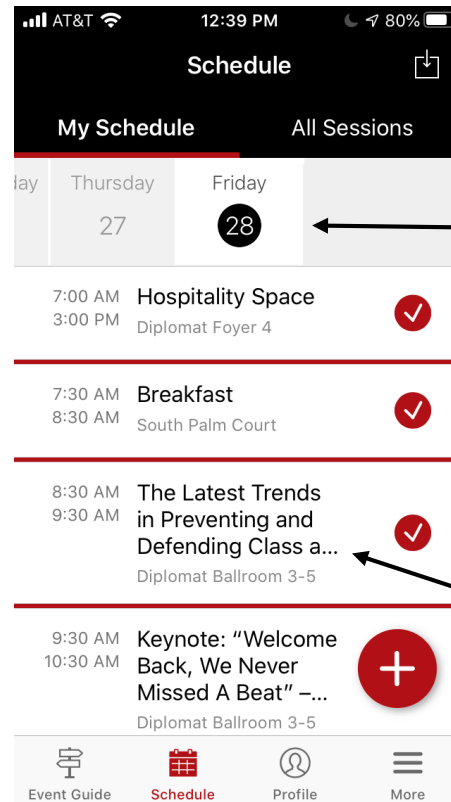 AT&T 12:39 PM 80%
Schedule
My Schedule All Sessions
day Thursday Friday
27 28
7:00 AM Hospitality Space
3:00 PM Diplomat Foyer 4
7:30 AM Breakfast
8:30 AM South Palm Court
8:30 AM The Latest Trends
9:30 AM in Preventing and
Defending Class a...
Diplomat Ballroom 3-5
9:30 AM Keynote: “Welcome
10:30 AM Back, We Never
Missed A Beat” –...
Diplomat Ballroom 3-5
Event Guide Schedule Profile More